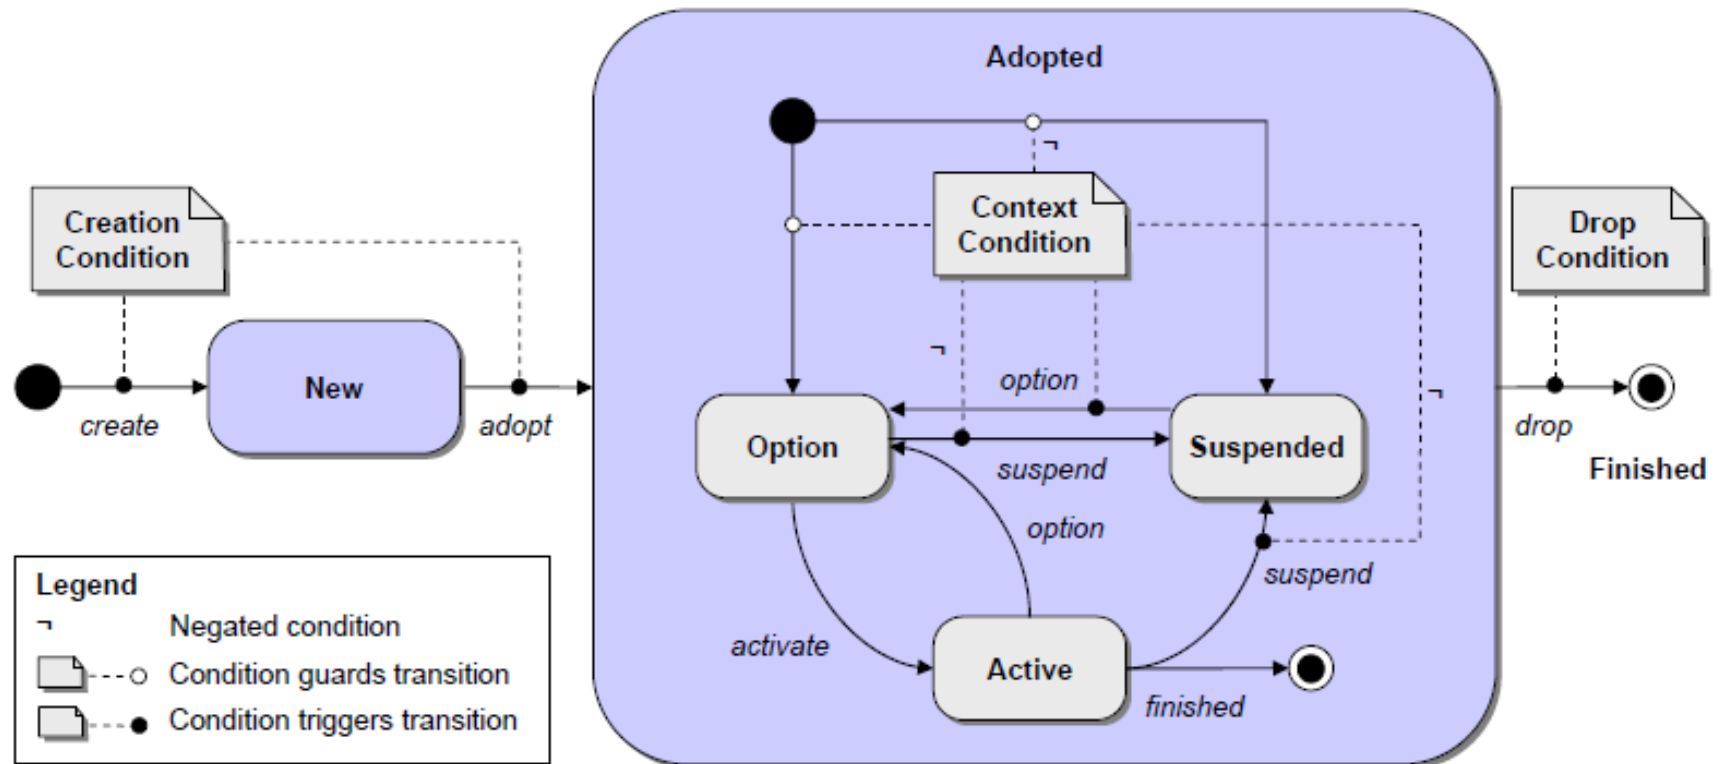 Adopted
¬
Creation
Condition
Context
Condition
Drop
Condition
¬
option
¬
New
create
adopt
drop
Option
Suspended
suspend
Finished
option
suspend
activate
Active
finished
Legend
¬ Negated condition
Condition guards transition
Condition triggers transition